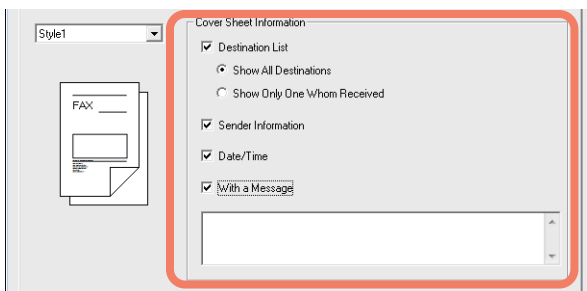 Style1
Cover Sheet Information
Destination List
Show All Destinations
Show Only One Whom Received
FAX
Sender Information
Date/Time
With a Message